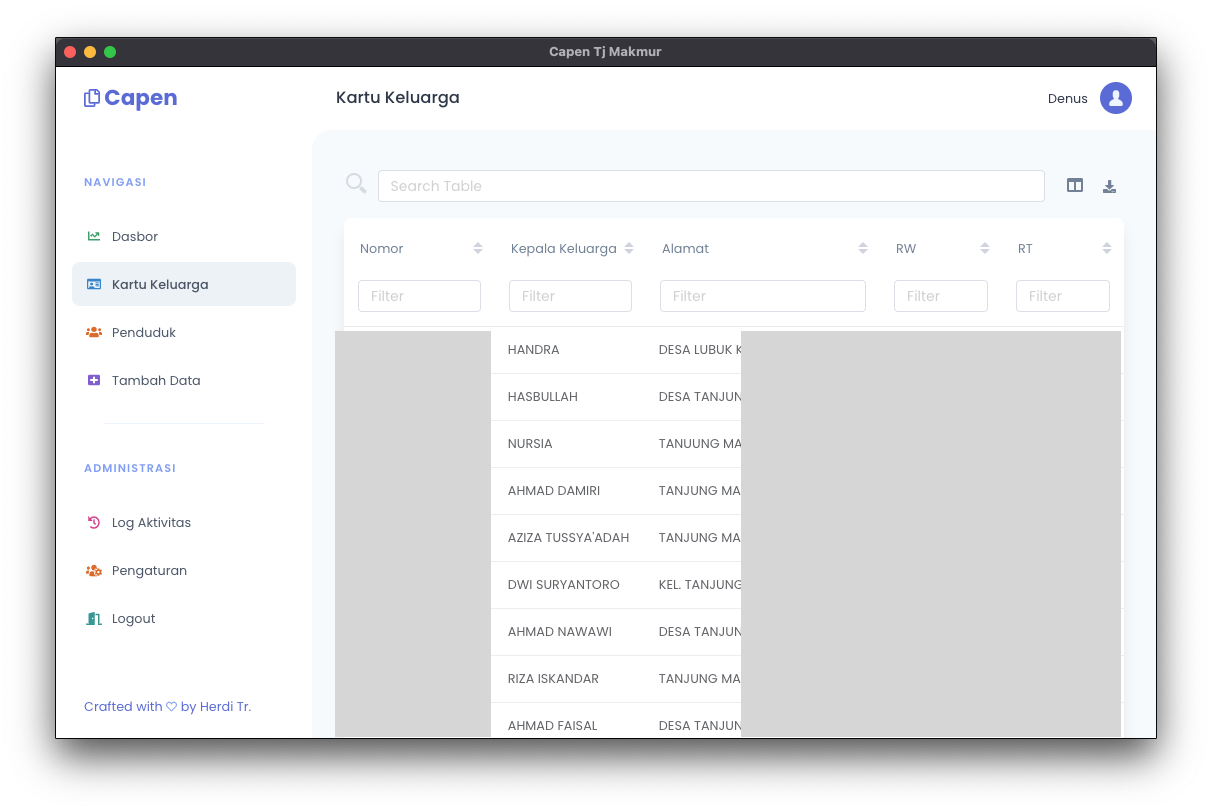 Capen Tj Makmur
Capen
Kartu Keluarga
Denus
NAVIGASI
Dasbor
Kartu Keluarga
Penduduk
Tambah Data
ADMINISTRASI
Log Aktivitas
Pengaturan
Logout
Crafted with ♡ by Herdi Tr.
Search Table
Nomor Kepala Keluarga Alamat RW RT
Filter Filter Filter Filter Filter
HANDRA DESA LUBUK K
HASBULLAH DESA TANJUN
NURSIA TANUUNG MA
AHMAD DAMIRI TANJUNG MA
AZIZA TUSSYA'ADAH TANJUNG MA
DWI SURYANTORO KEL. TANJUNG
AHMAD NAWAWI DESA TANJUN
RIZA ISKANDAR TANJUNG MA
AHMAD FAISAL DESA TANJUN